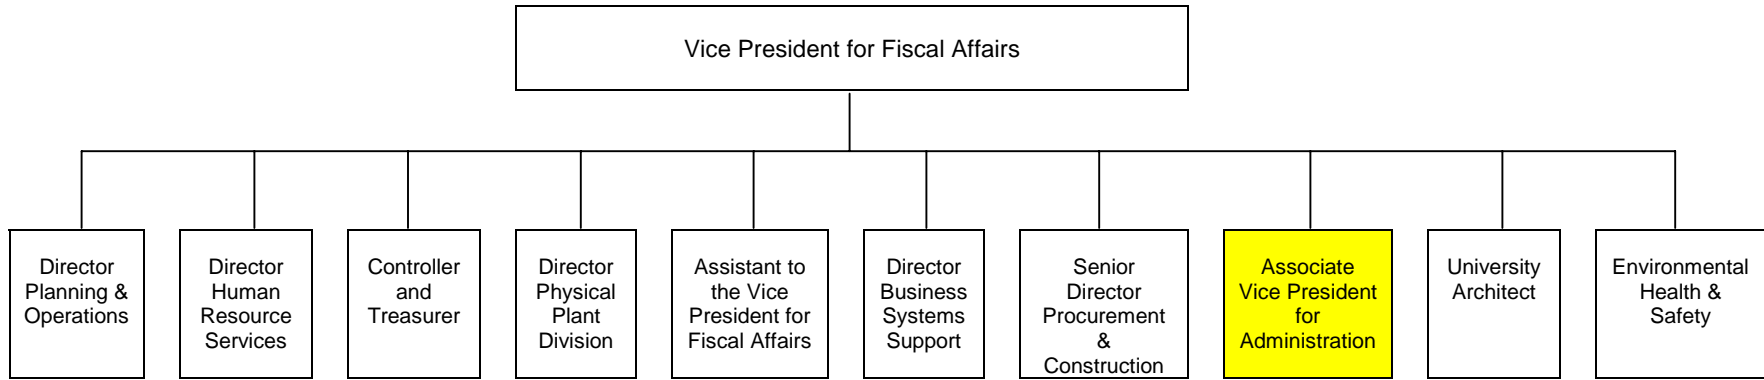 Vice President for Fiscal Affairs
Director
Planning &
Operations
Director
Human
Resource
Services
Controller
and
Treasurer
Director
Physical
Plant
Division
Assistant to
the Vice
President for
Fiscal Affairs
Director
Business
Systems
Support
Senior
Director
Procurement
&
Construction
Associate
Vice President
for
Administration
University
Architect
Environmental
Health &
Safety